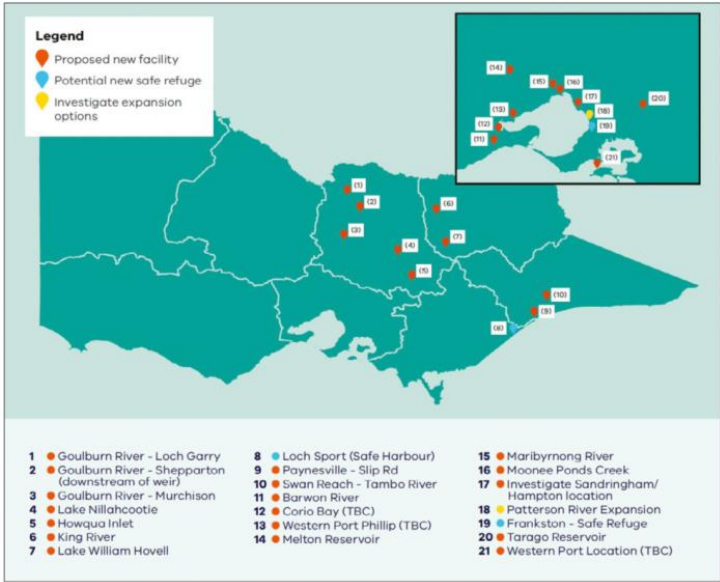 Legend
Proposed new facility
Potential new safe refuge
Investigate expansion
options
(14)
(15)
(16)
(17)
(20)
(13)
(18)
(12)
(19)
(11)
(21)
(1)
(2)
(6)
(3)
(7)
(4)
(5)
(10)
(9)
(8)
1 Goulburn River - Loch Garry
2 Goulburn River - Shepparton
(downstream of weir)
3 Goulburn River - Murchison
4 Lake Nillahcootie
5 Howqua Inlet
6 King River
7 Lake William Hovell
8 Loch Sport (Safe Harbour)
9 Paynesville - Slip Rd
10 Swan Reach - Tambo River
11 Barwon River
12 Corio Bay (TBC)
13 Western Port Phillip (TBC)
14 Melton Reservoir
15 Maribyrnong River
16 Moonee Ponds Creek
17 Investigate Sandringham/
Hampton location
18 Patterson River Expansion
19 Frankston - Safe Refuge
20 Tarago Reservoir
21 Western Port Location (TBC)